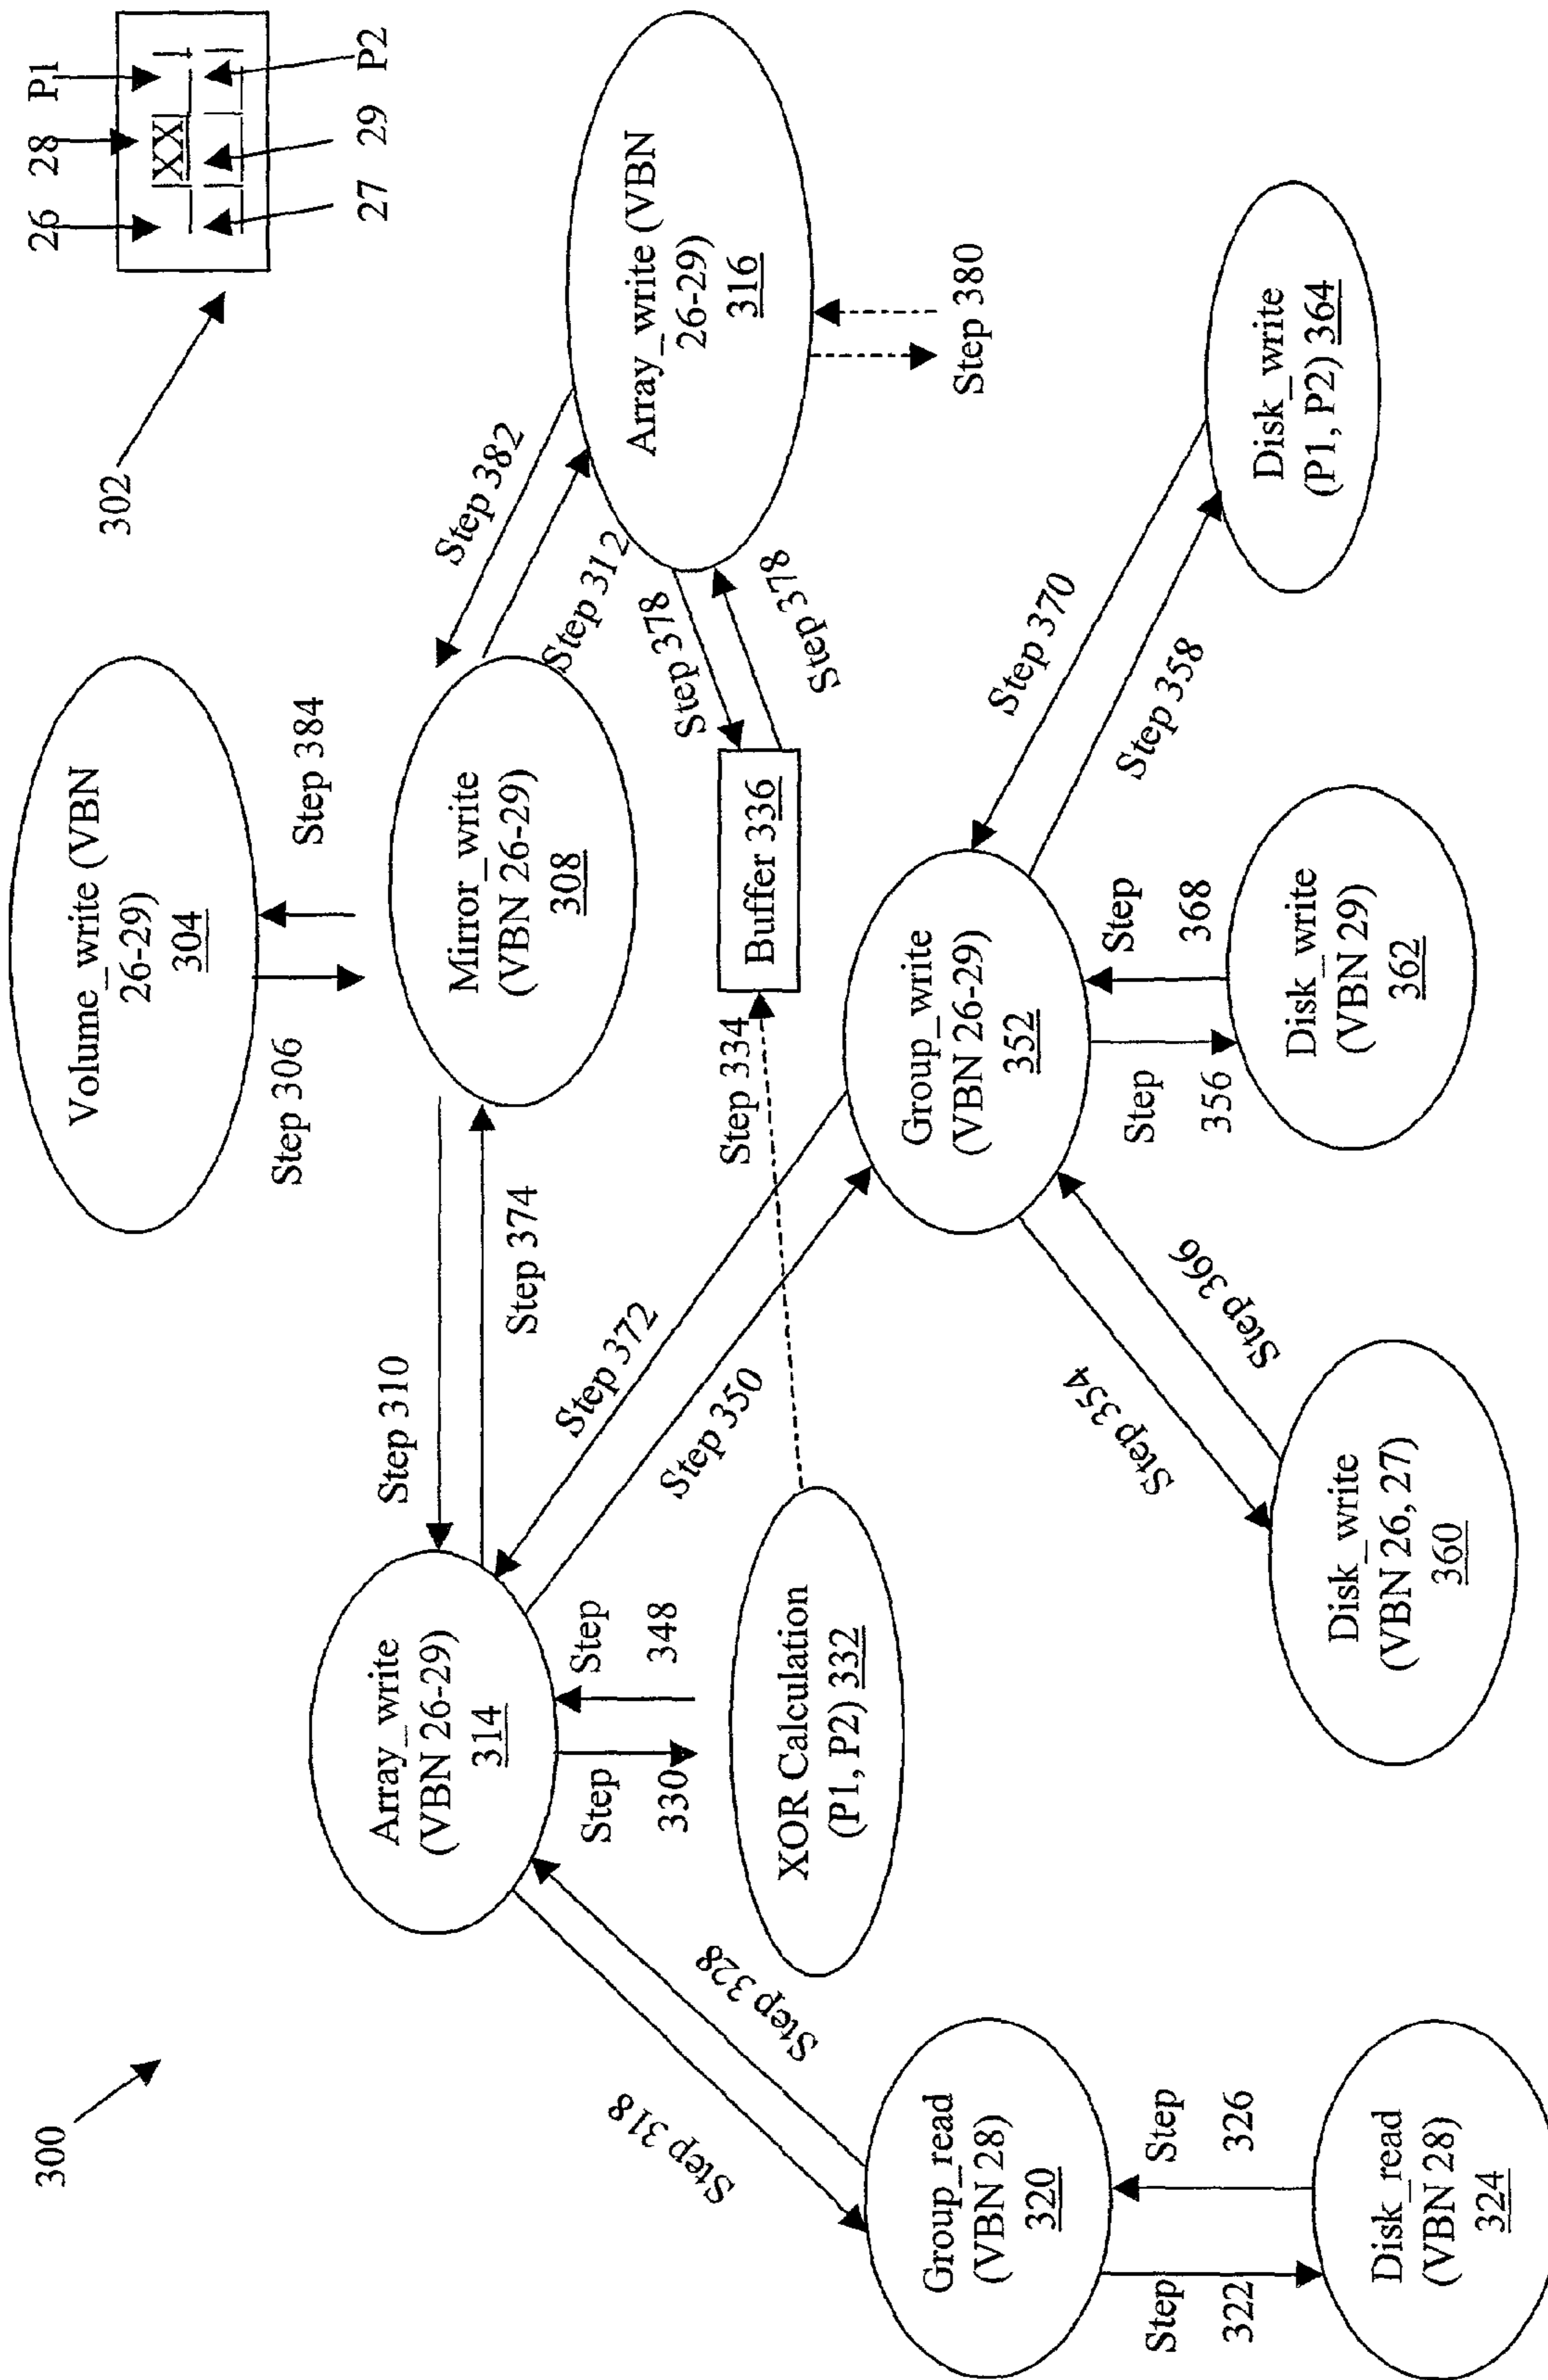 300
302
26 28 P1
XX
27 29 P2
Volume_write (VBN
26-29)
304
Step 306
Step 384
Mirror_write
(VBN 26-29)
308
Step 310
Step 374
Step 382
Step 312
Array_write
(VBN 26-29)
314
Array_write (VBN
26-29)
316
Step 378
Step 378
Step 380
Buffer 336
Step 334
Step
330
Step
348
XOR Calculation
(P1, P2) 332
Step 318
Step 328
Step 372
Step 350
Group_read
(VBN 28)
320
Step
322
Step
326
Disk_read
(VBN 28)
324
Group_write
(VBN 26-29)
352
Step 354
Step 366
Step
356
Step
368
Step 370
Step 358
Disk_write
(VBN 26, 27)
360
Disk_write
(VBN 29)
362
Disk_write
(P1, P2) 364